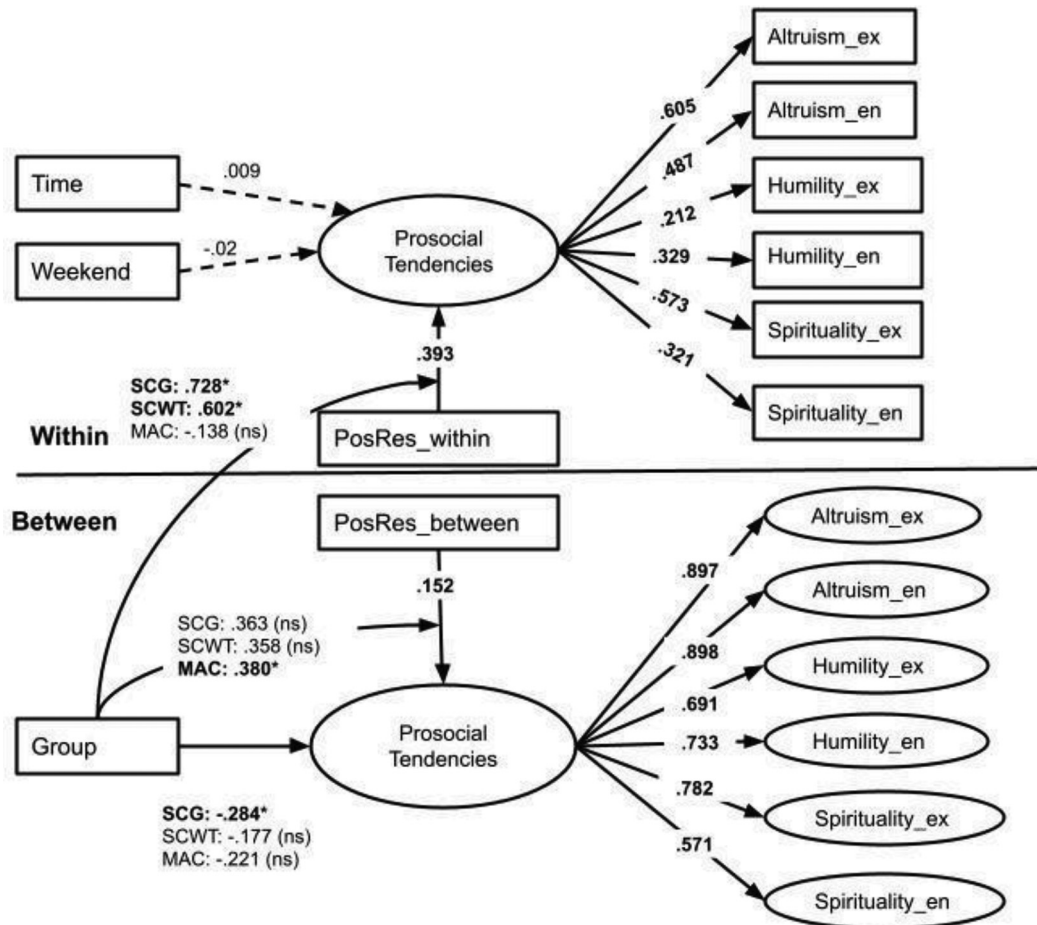 Altruism_ex
.605
Altruism_en
.487
Time
.009
Humility_ex
.212
Prosocial
Tendencies
Weekend
-.02
Humility_en
.329
.573
Spirituality_ex
.321
.393
SCG: .728*
SCWT: .602*
MAC: -.138 (ns)
Within
PosRes_within
Spirituality_en
Between
PosRes_between
Altruism_ex
.897
.152
Altruism_en
.898
SCG: .363 (ns)
SCWT: .358 (ns)
MAC: .380*
Humility_ex
.691
Group
Prosocial
Tendencies
Humility_en
.733
.782
Spirituality_ex
.571
SCG: -.284*
SCWT: -.177 (ns)
MAC: -.221 (ns)
Spirituality_en